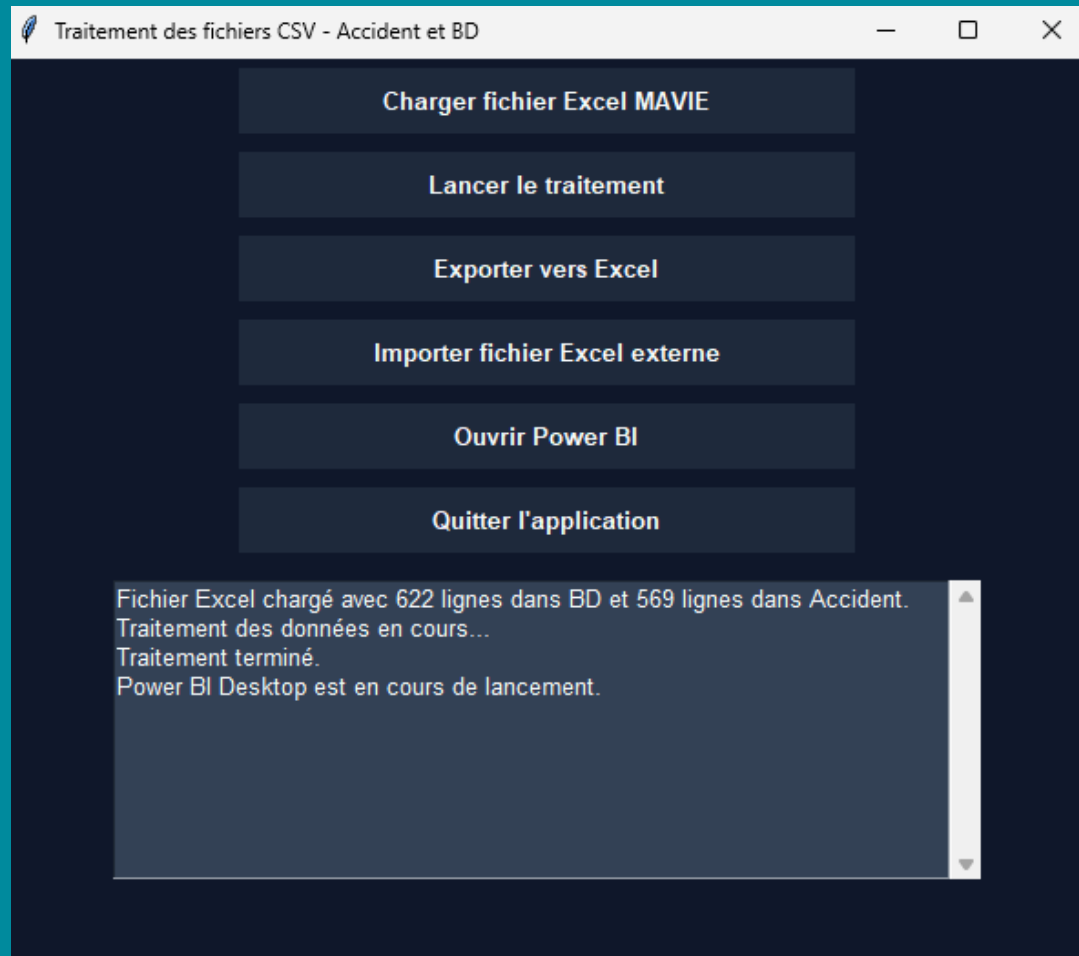 Traitement des fichiers CSV - Accident et BD
Charger fichier Excel MAVIE
Lancer le traitement
Exporter vers Excel
Importer fichier Excel externe
Ouvrir Power BI
Quitter l'application
Fichier Excel chargé avec 622 lignes dans BD et 569 lignes dans Accident.
Traitement des données en cours...
Traitement terminé.
Power BI Desktop est en cours de lancement.